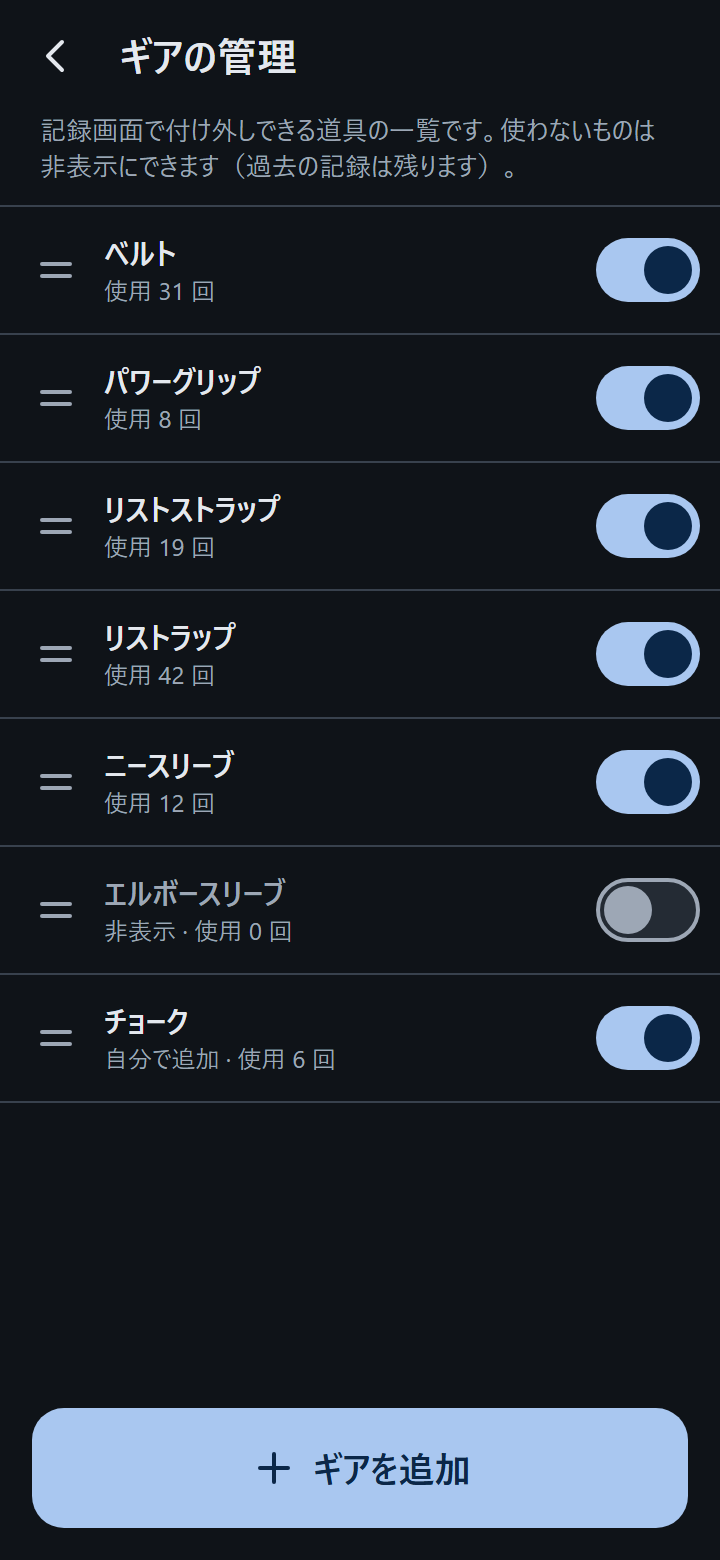 ギアの管理
記録画面で付け外しできる道具の一覧です。使わないものは
非表示にできます（過去の記録は残ります）。
ベルト
使用 31 回
パワーグリップ
使用 8 回
リストストラップ
使用 19 回
リストラップ
使用 42 回
ニースリーブ
使用 12 回
エルボースリーブ
非表示 · 使用 0 回
チョーク
自分で追加 · 使用 6 回
ギアを追加